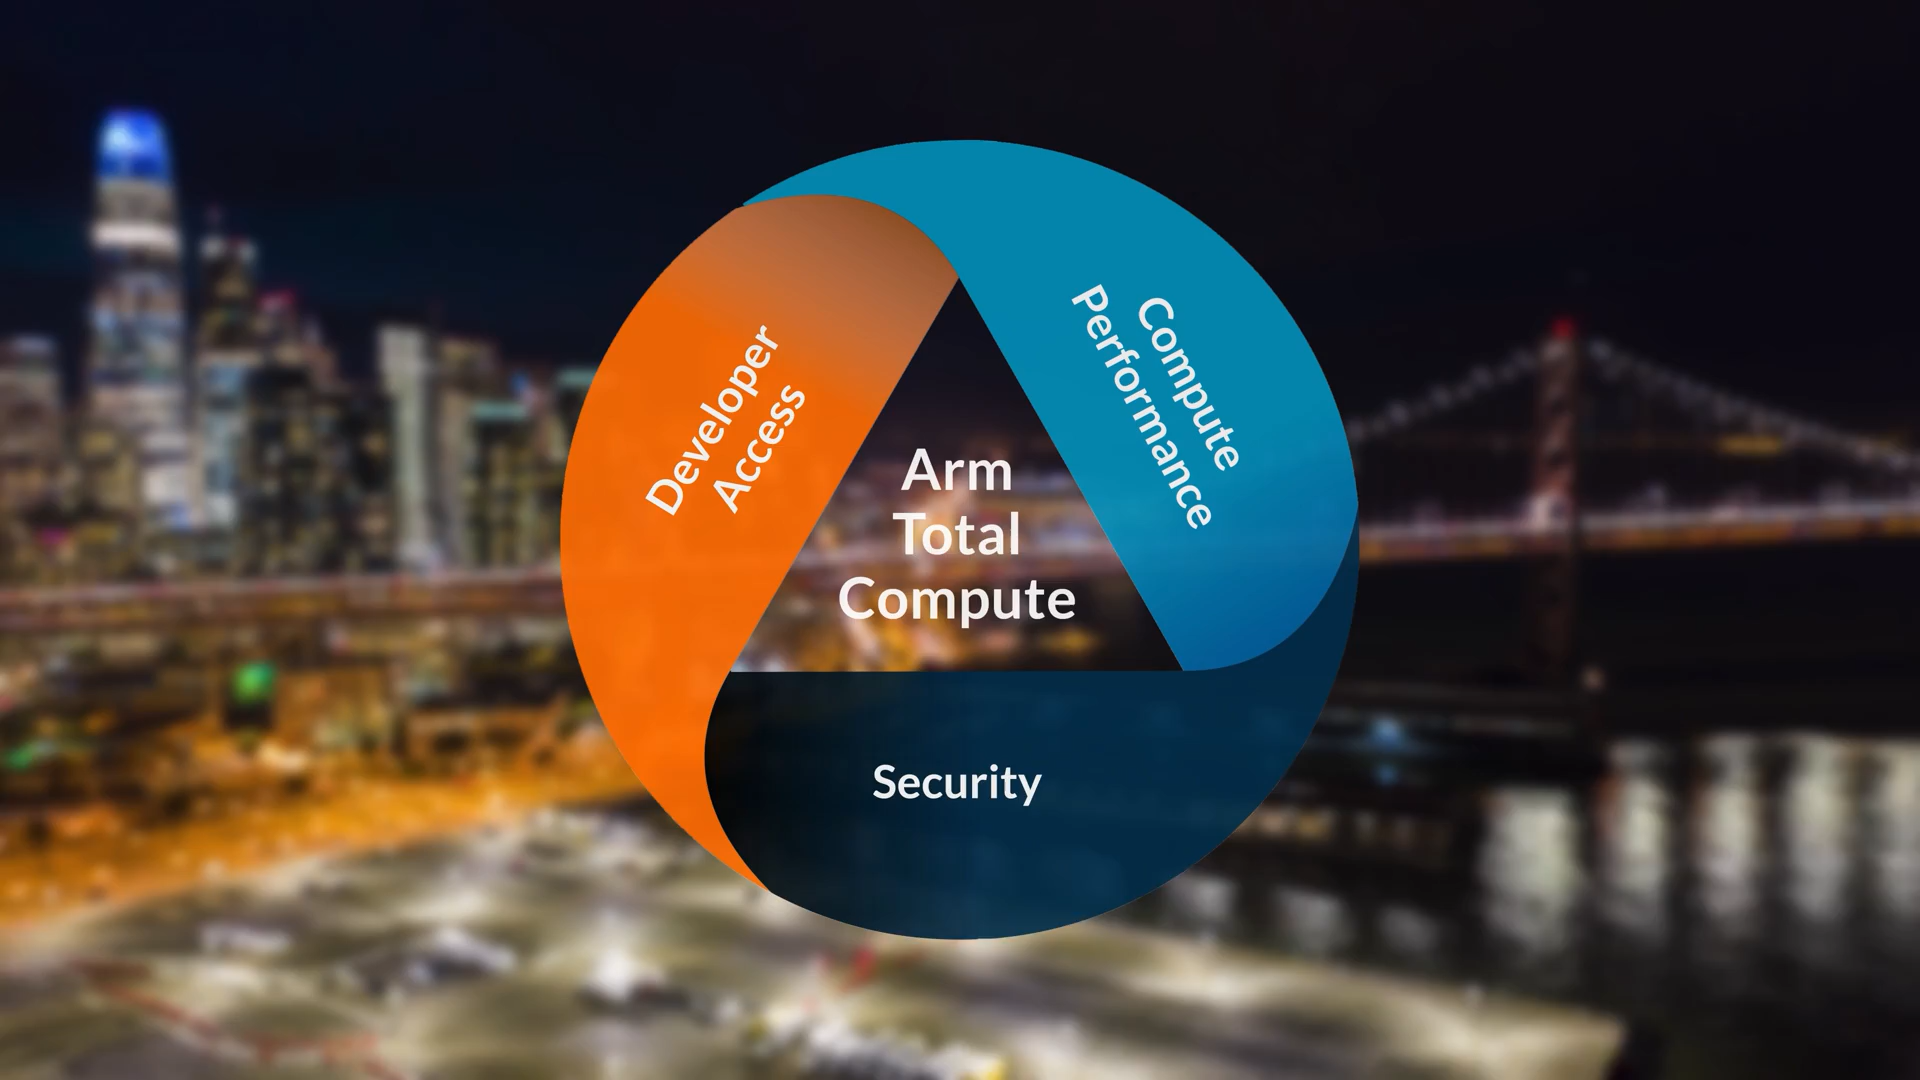 Developer
Access
Compute
Performance
Arm
Total
Compute
Security